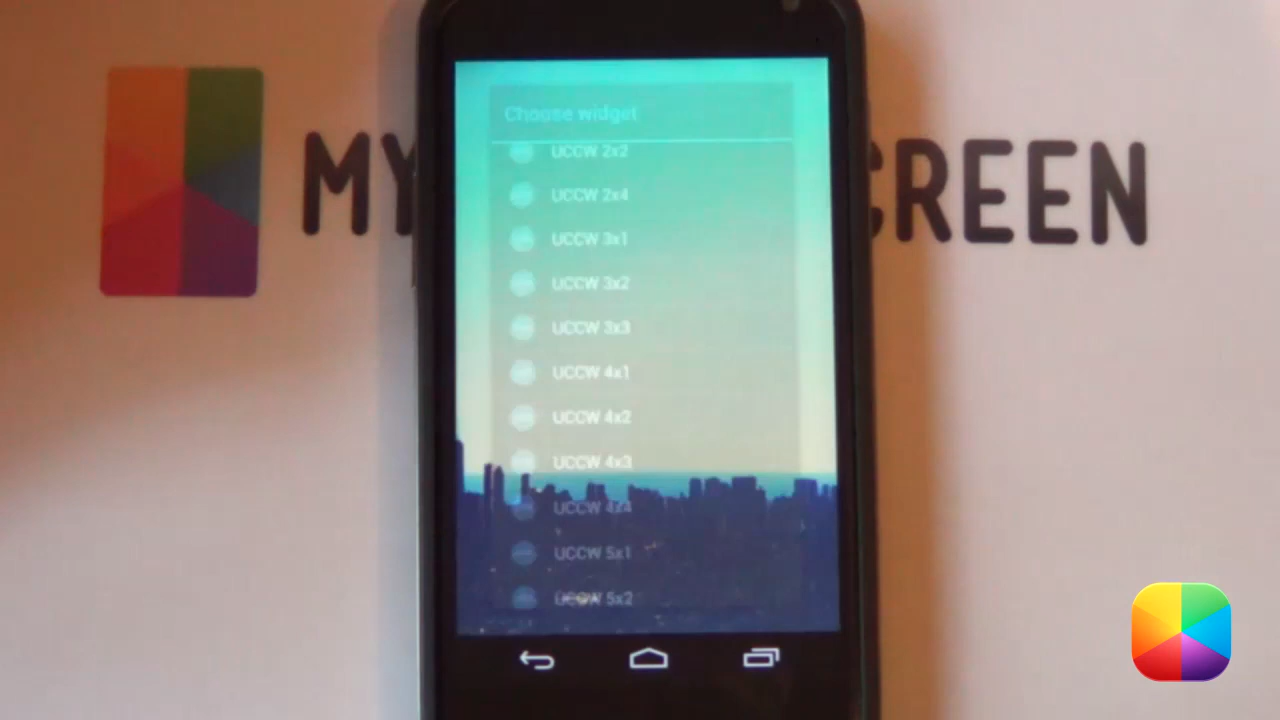 MY CREEN
Choose widget
UCCW 2x2
UCCW 2x4
UCCW 3x1
UCCW 3x2
UCCW 3x3
UCCW 4x1
UCCW 4x2
UCCW 4x3
UCCW 4x4
UCCW 5x1
UCCW 5x2